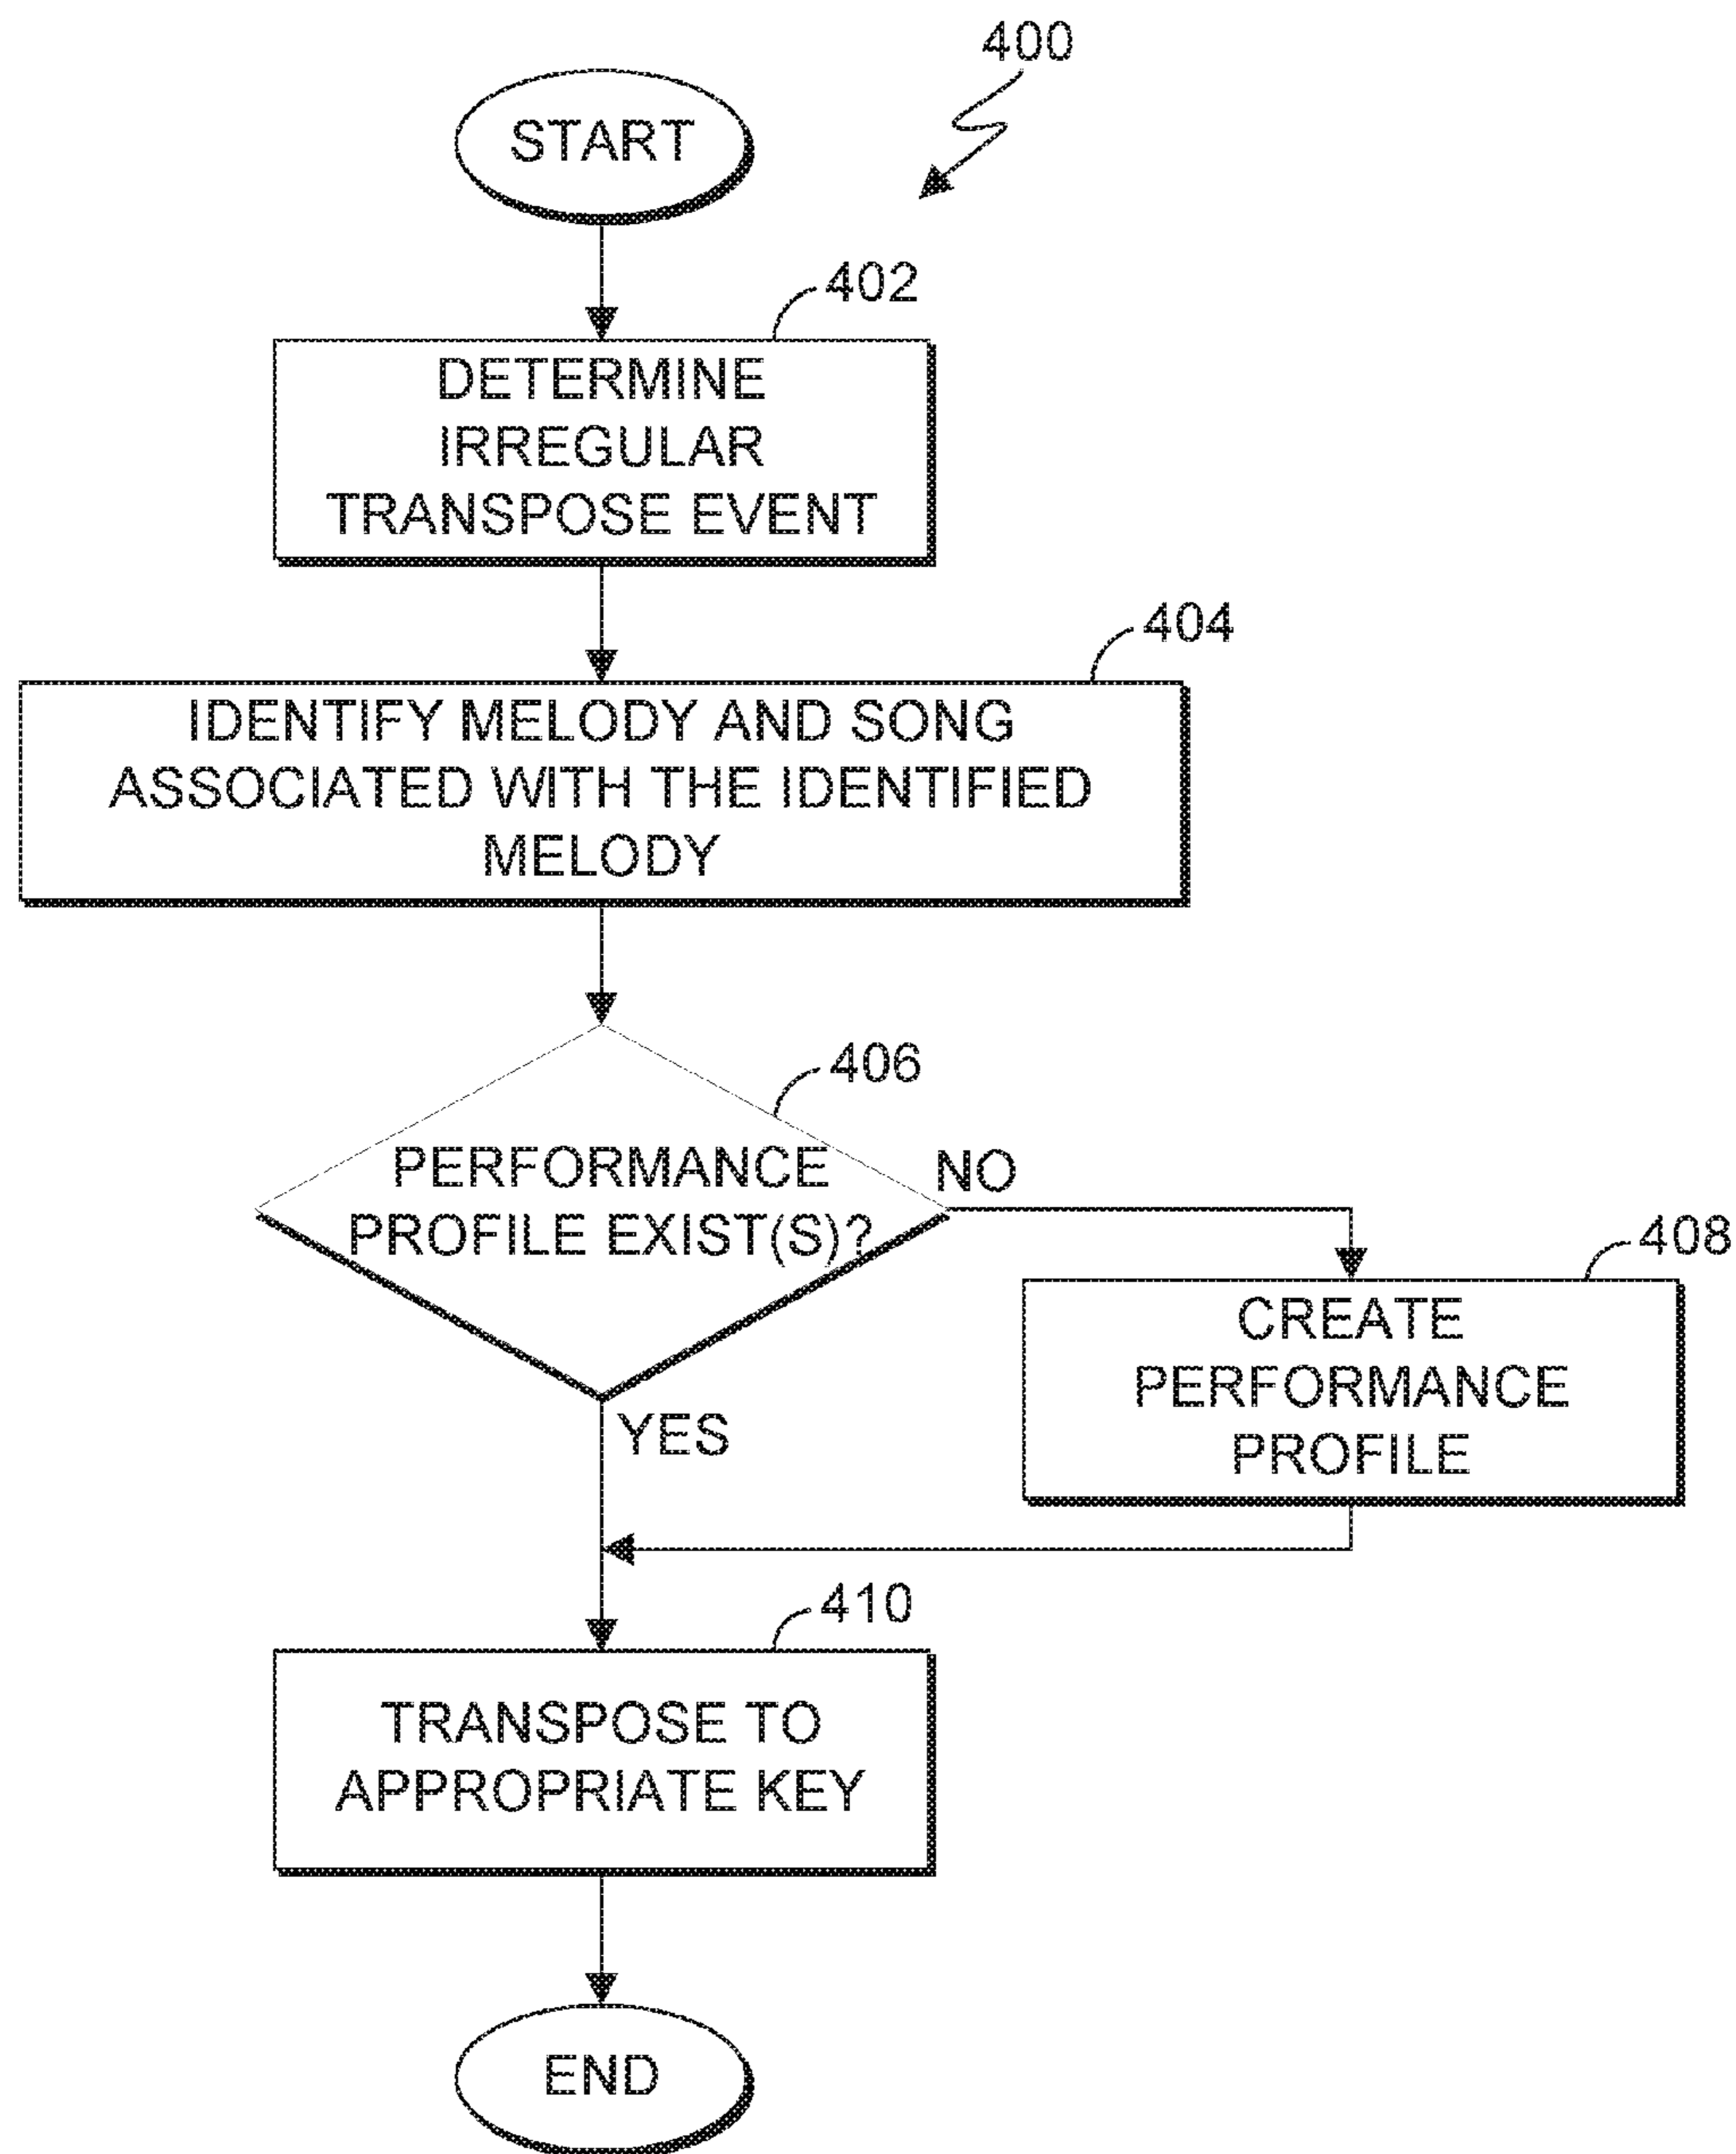 400
START
402
DETERMINE
IRREGULAR
TRANSPOSE EVENT
404
IDENTIFY MELODY AND SONG
ASSOCIATED WITH THE IDENTIFIED
MELODY
406
PERFORMANCE
PROFILE EXIST(S)?
NO
408
CREATE
PERFORMANCE
PROFILE
YES
410
TRANSPOSE TO
APPROPRIATE KEY
END